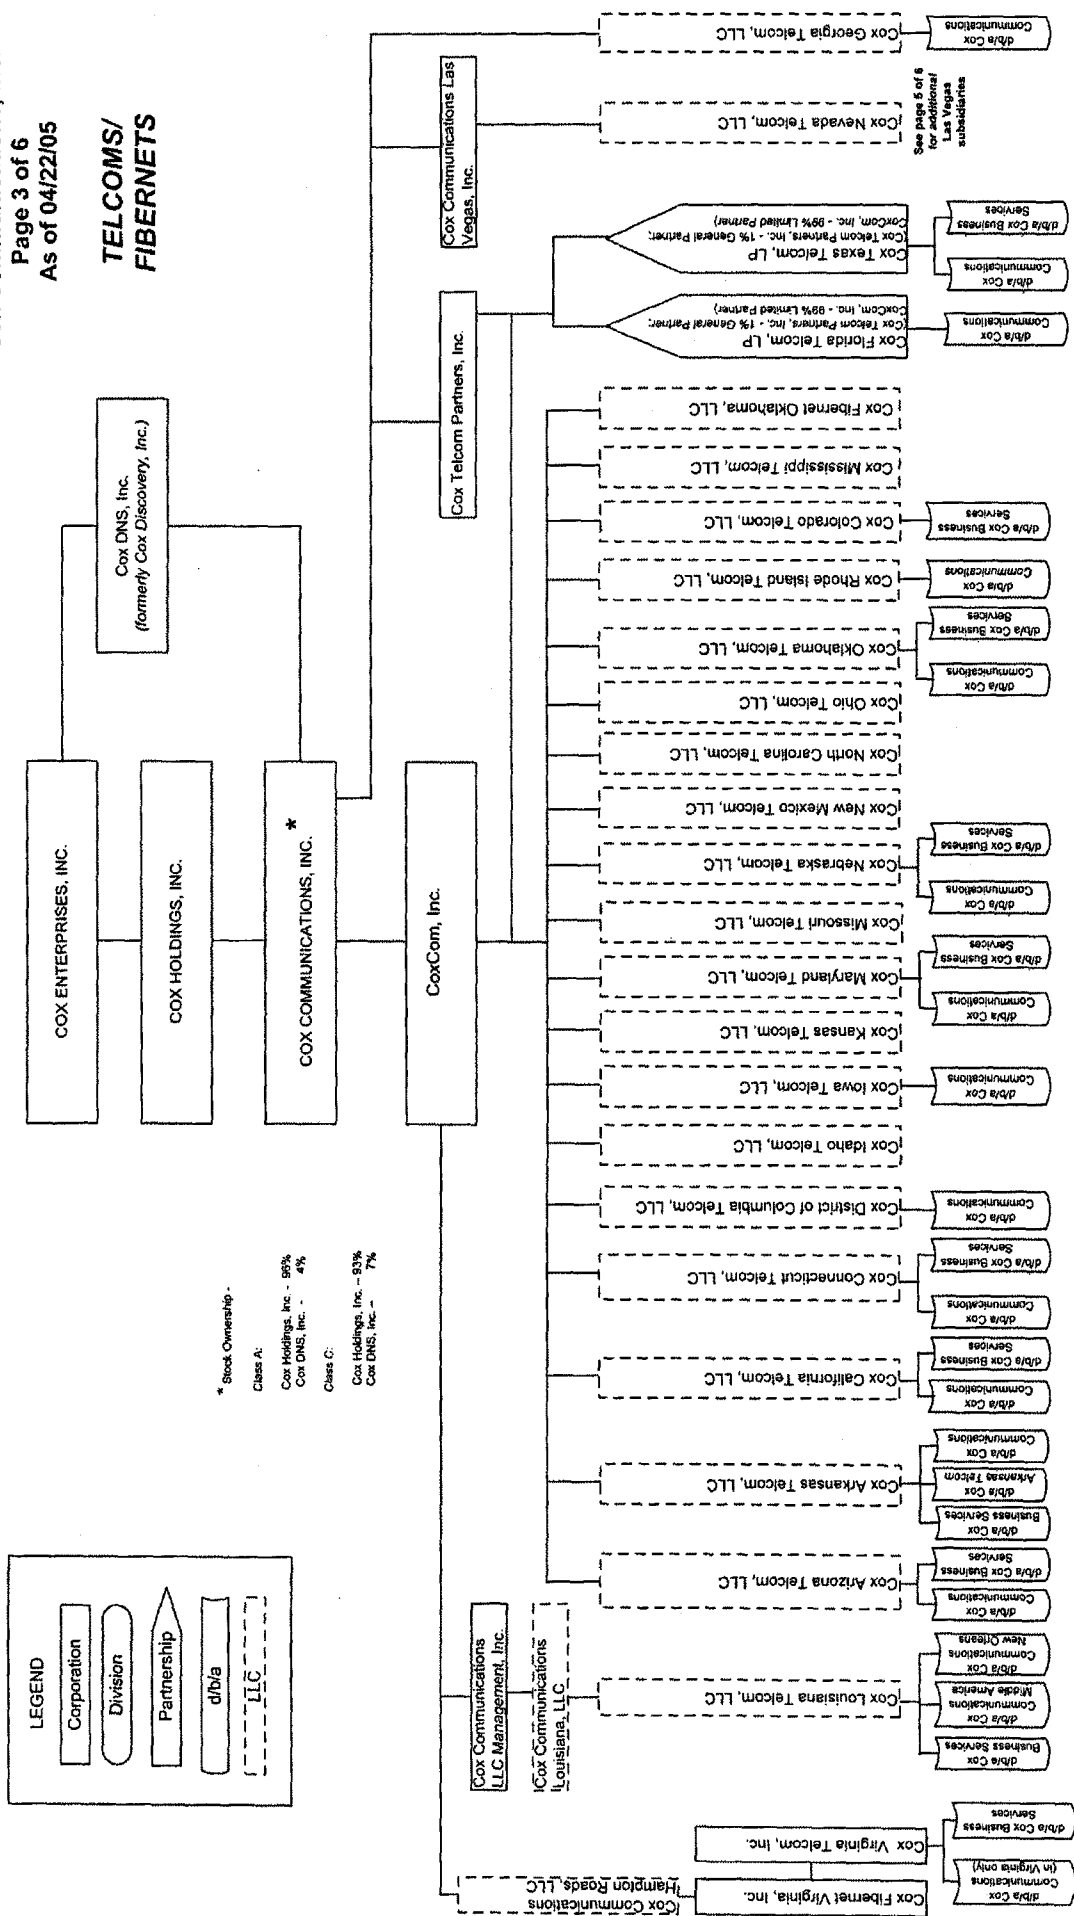 Page 3 of 6
As of 04/22/05
TELCOMS/
FIBERNETS
LEGEND
Corporation
Division
Partnership
d/b/a
LLC
COX ENTERPRISES, INC.
COX HOLDINGS, INC.
COX COMMUNICATIONS, INC.
*
CoxCom, Inc.
Cox DNS, Inc.
(formerly Cox Discovery, Inc.)
* Stock Ownership -
Class A:
Cox Holdings, Inc. - 96%
Cox DNS, Inc. - 4%
Class C:
Cox Holdings, Inc. – 93%
Cox DNS, Inc. – 7%
Cox Telcom Partners, Inc.
Cox Communications Las
Vegas, Inc.
Cox Communications
LLC Management, Inc.
Cox Communications
Louisiana, LLC
Cox Communications
Hampton Roads, LLC
Cox Fibernet Virginia, Inc.
Cox Virginia Telcom, Inc.
d/b/a Cox
Communications
(in Virginia only)
d/b/a Cox Business
Services
Cox Louisiana Telcom, LLC
d/b/a Cox
Business Services
d/b/a Cox
Communications
Middle America
d/b/a Cox
Communications
New Orleans
Cox Arizona Telcom, LLC
d/b/a Cox
Communications
d/b/a Cox Business
Services
Cox Arkansas Telcom, LLC
d/b/a Cox
Business Services
d/b/a Cox
Arkansas Telcom
d/b/a Cox
Communications
Cox California Telcom, LLC
d/b/a Cox
Communications
d/b/a Cox Business
Services
Cox Connecticut Telcom, LLC
d/b/a Cox
Communications
d/b/a Cox Business
Services
Cox District of Columbia Telcom, LLC
d/b/a Cox
Communications
Cox Idaho Telcom, LLC
Cox Iowa Telcom, LLC
d/b/a Cox
Communications
Cox Kansas Telcom, LLC
Cox Maryland Telcom, LLC
d/b/a Cox
Communications
d/b/a Cox Business
Services
Cox Missouri Telcom, LLC
Cox Nebraska Telcom, LLC
d/b/a Cox
Communications
d/b/a Cox Business
Services
Cox New Mexico Telcom, LLC
Cox North Carolina Telcom, LLC
Cox Ohio Telcom, LLC
Cox Oklahoma Telcom, LLC
d/b/a Cox
Communications
d/b/a Cox Business
Services
Cox Rhode Island Telcom, LLC
d/b/a Cox
Communications
Cox Colorado Telcom, LLC
d/b/a Cox Business
Services
Cox Mississippi Telcom, LLC
Cox Fibernet Oklahoma, LLC
Cox Florida Telcom, LP
(Cox Telcom Partners, Inc. - 1% General Partner;
CoxCom, Inc. - 99% Limited Partner)
d/b/a Cox
Communications
Cox Texas Telcom, LP
(Cox Telcom Partners, Inc. - 1% General Partner;
CoxCom, Inc. - 99% Limited Partner)
d/b/a Cox
Communications
d/b/a Cox Business
Services
Cox Nevada Telcom, LLC
See page 5 of 6
for additional
Las Vegas
subsidiaries
Cox Georgia Telcom, LLC
d/b/a Cox
Communications